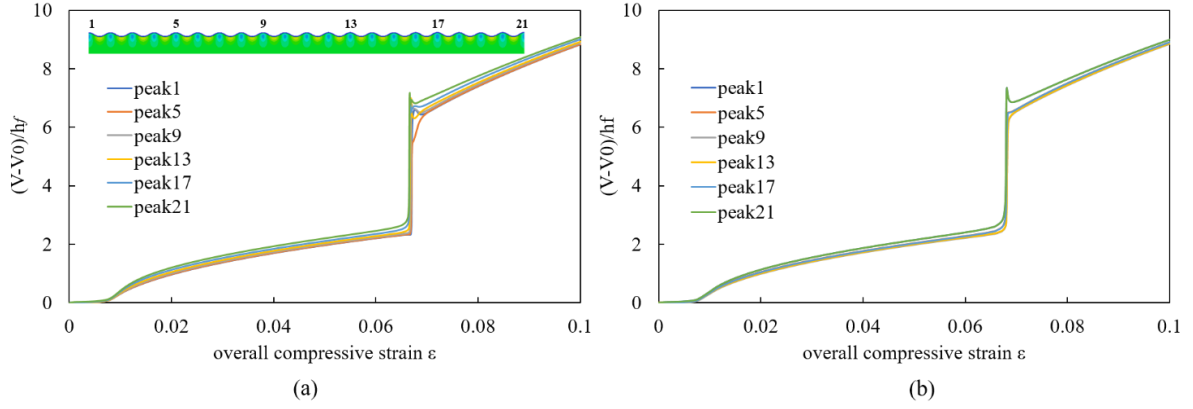 10
8
6
4
2
0
(V-V0)/hf
1 5 9 13 17 21
peak1
peak5
peak9
peak13
peak17
peak21
0 0.02 0.04 0.06 0.08 0.1
overall compressive strain ε
(a)
10
8
6
4
2
0
(V-V0)/hf
peak1
peak5
peak9
peak13
peak17
peak21
0 0.02 0.04 0.06 0.08 0.1
overall compressive strain ε
(b)